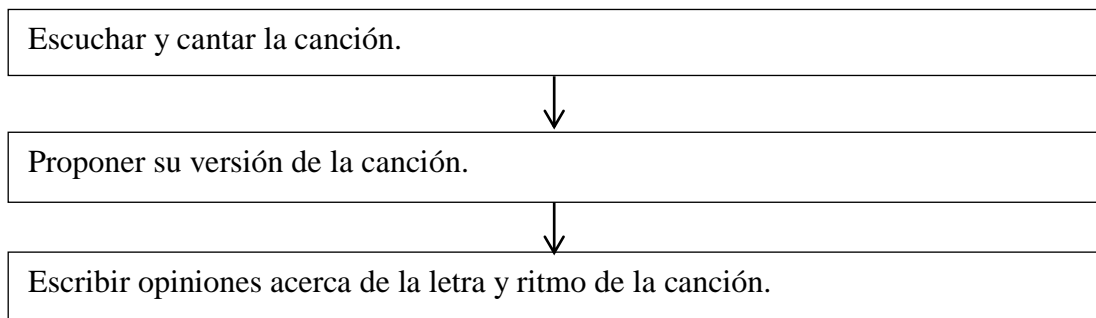 Escuchar y cantar la canción.
Proponer su versión de la canción.
Escribir opiniones acerca de la letra y ritmo de la canción.